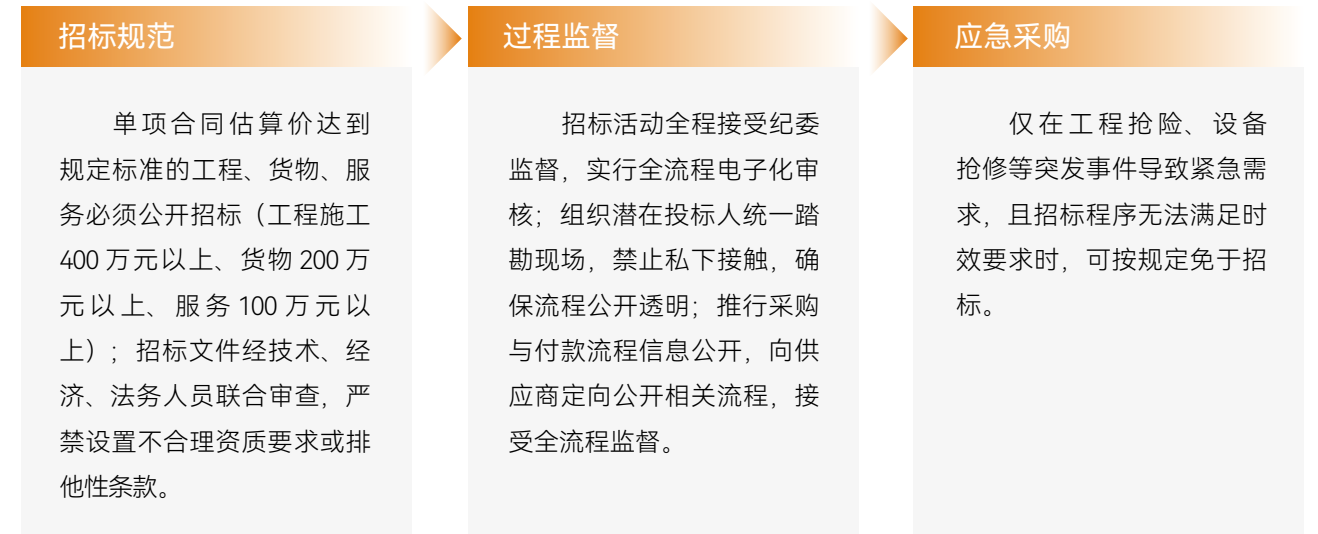 招标规范
单项合同估算价达到
规定标准的工程、货物、服
务必须公开招标（工程施工
400 万元以上、货物 200 万
元以上、服务 100 万元以
上）；招标文件经技术、经
济、法务人员联合审查，严
禁设置不合理资质要求或排
他性条款。
过程监督
招标活动全程接受纪委
监督，实行全流程电子化审
核；组织潜在投标人统一踏
勘现场，禁止私下接触，确
保流程公开透明；推行采购
与付款流程信息公开，向供
应商定向公开相关流程，接
受全流程监督。
应急采购
仅在工程抢险、设备
抢修等突发事件导致紧急需
求，且招标程序无法满足时
效要求时，可按规定免于招
标。